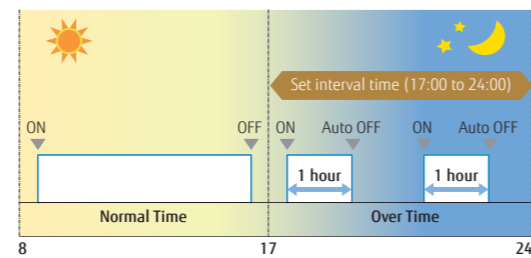 Set interval time (17:00 to 24:00)
ON OFF ON Auto OFF ON Auto OFF
1 hour 1 hour
Normal Time Over Time
8 17 24